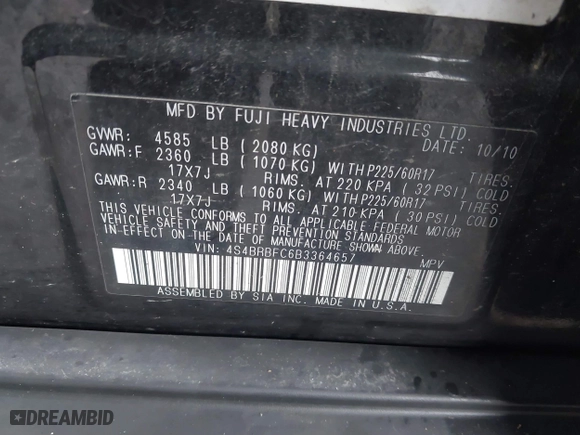 MFD BY FUJI HEAVY INDUSTRIES LTD.
GVWR: 4585 LB ( 2080 KG) DATE: 10/10
GAWR:F 2360 LB ( 1070 KG) WITH P225/60R17 TIRES.
17X7J RIMS. AT 220 KPA ( 32 PSI) COLD
GAWR:R 2340 LB ( 1060 KG) WITH P225/60R17 TIRES.
17X7J RIMS. AT 210 KPA ( 30 PSI) COLD
THIS VEHICLE CONFORMS TO ALL APPLICABLE FEDERAL MOTOR
VEHICLE SAFETY AND THEFT PREVENTION STANDARDS
IN EFFECT ON THE DATE OF MANUFACTURE SHOWN ABOVE.
VIN: 4S4BRBFC6B3364657 MPV
ASSEMBLED BY SIA INC. MADE IN U.S.A.
DREAMBID